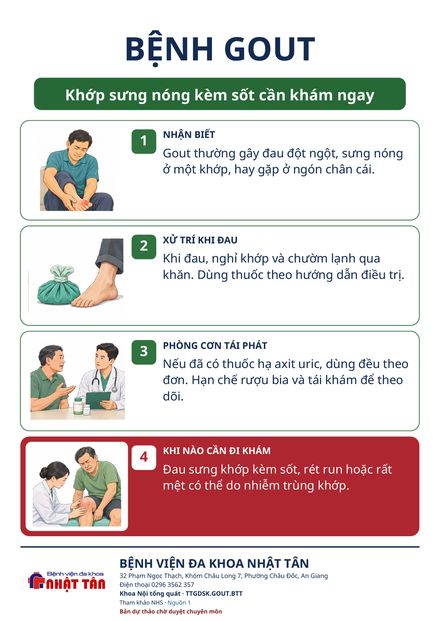 BỆNH GOUT
Khớp sưng nóng kèm sốt cần khám ngay
1
NHẬN BIẾT
Gout thường gây đau đột ngột, sưng nóng
ở một khớp, hay gặp ở ngón chân cái.
2
XỬ TRÍ KHI ĐAU
Khi đau, nghỉ khớp và chườm lạnh qua
khăn. Dùng thuốc theo hướng dẫn điều trị.
3
PHÒNG CƠN TÁI PHÁT
Nếu đã có thuốc hạ axit uric, dùng đều theo
đơn. Hạn chế rượu bia và tái khám để theo
dõi.
4
KHI NÀO CẦN ĐI KHÁM
Đau sưng khớp kèm sốt, rét run hoặc rất
mệt có thể do nhiễm trùng khớp.
Bệnh viện đa khoa
NHẬT TÂN
BỆNH VIỆN ĐA KHOA NHẬT TÂN
32 Phạm Ngọc Thạch, Khóm Châu Long 7, Phường Châu Đốc, An Giang
Điện thoại 0296 3562 357
Khoa Nội tổng quát · TTGDSK.GOUT.BTT
Tham khảo NHS · Nguồn 1
Bản dự thảo chờ duyệt chuyên môn